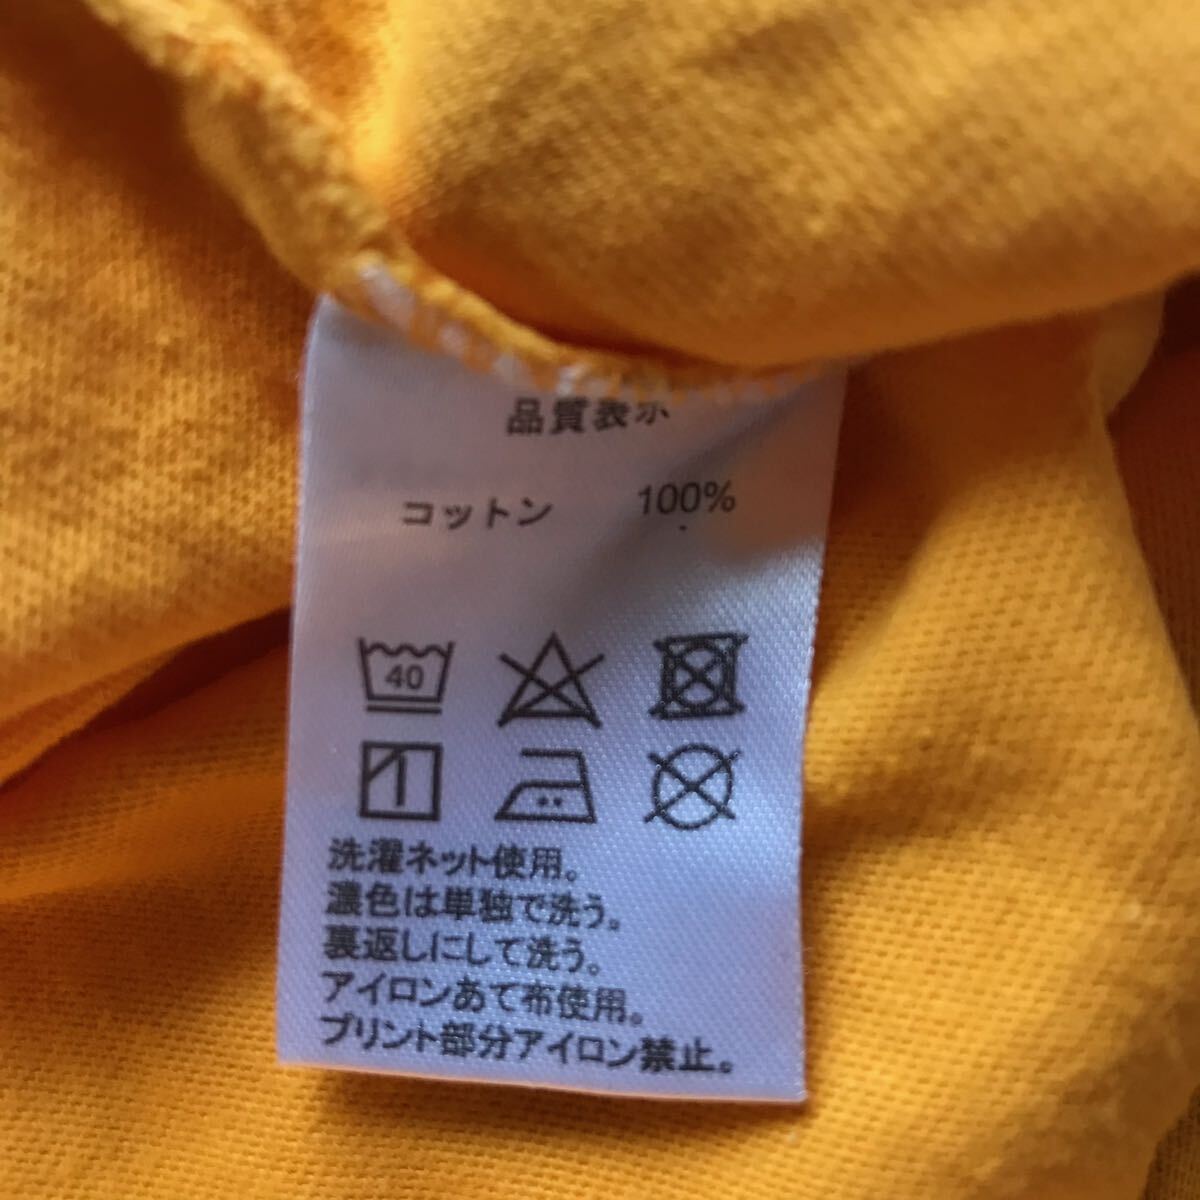 品質表示
コットン 100%
40
洗濯ネット使用。
濃色は単独で洗う。
裏返しにして洗う。
アイロンあて布使用。
プリント部分アイロン禁止。